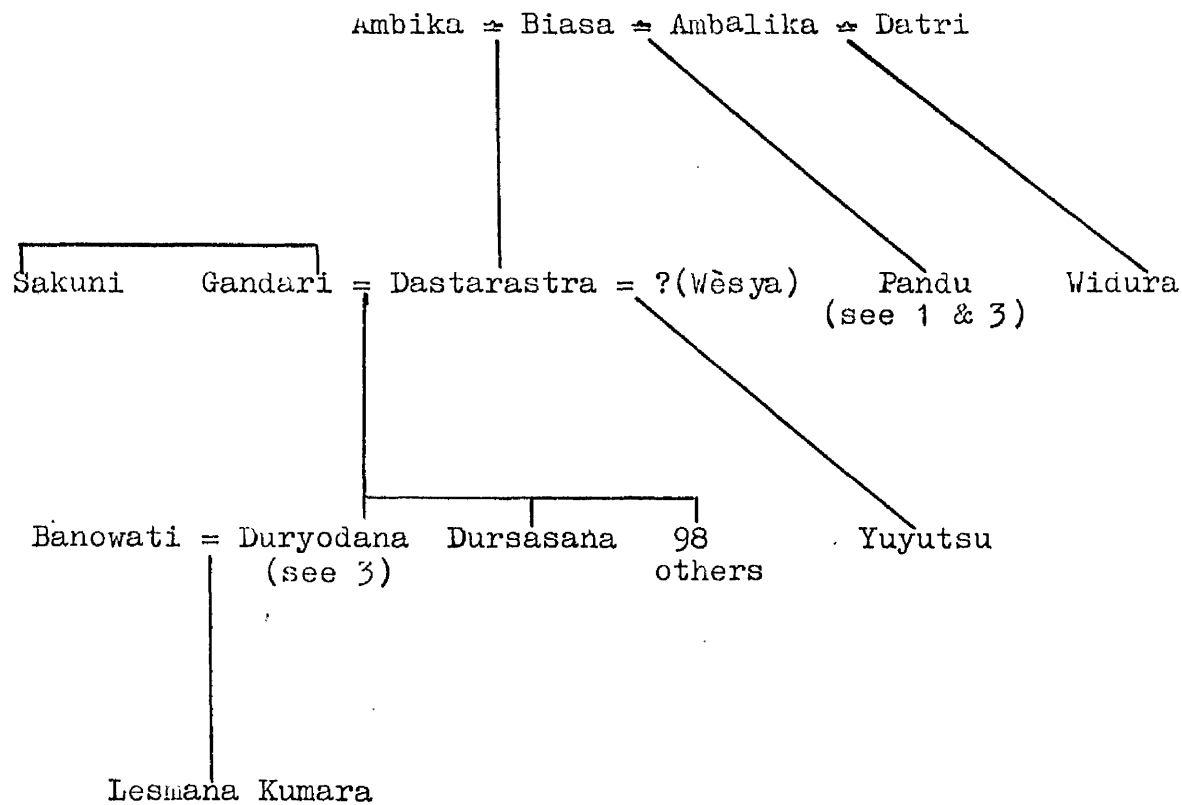 Ambika ≐ Biasa ≐ Ambalika ≐ Datri
Sakuni Gandari = Dastarastra = ?(Wèsya) Pandu Widura
(see 1 & 3)
Banowati = Duryodana Dursasana 98 Yuyutsu
(see 3) others
Lesmana Kumara